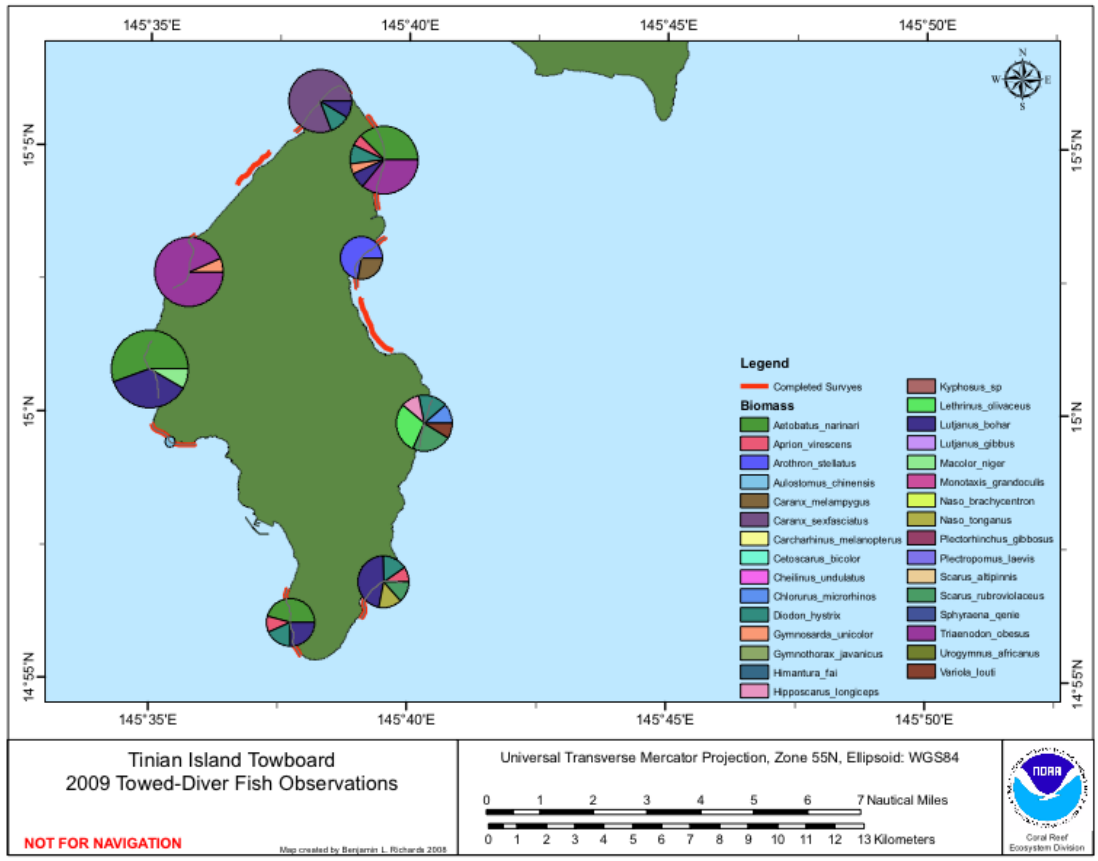 145°35'E 145°40'E 145°45'E 145°50'E
N
W E
S
15°5'N 15°5'N
15°N 15°N
14°55'N 14°55'N
Legend
Completed Survyes
Biomass
Aetobatus_narinari
Aprion_virescens
Arothron_stellatus
Aulostomus_chinensis
Caranx_melampygus
Caranx_sexfasciatus
Carcharhinus_melanopterus
Cetoscarus_bicolor
Cheilinus_undulatus
Chlorurus_microrhinos
Diodon_hystrix
Gymnosarda_unicolor
Gymnothorax_javanicus
Himantura_fai
Hipposcarus_longiceps
Kyphosus_sp
Lethrinus_olivaceus
Lutjanus_bohar
Lutjanus_gibbus
Macolor_niger
Monotaxis_grandoculis
Naso_brachycentron
Naso_tonganus
Plectorhinchus_gibbosus
Plectropomus_laevis
Scarus_altipinnis
Scarus_rubroviolaceus
Sphyraena_qenie
Triaenodon_obesus
Urogymnus_africanus
Variola_louti
145°35'E 145°40'E 145°45'E 145°50'E
Tinian Island Towboard
2009 Towed-Diver Fish Observations
NOT FOR NAVIGATION
Map created by Benjamin L. Richards 2008
Universal Transverse Mercator Projection, Zone 55N, Ellipsoid: WGS84
0 1 2 3 4 5 6 7 Nautical Miles
0 1 2 3 4 5 6 7 8 9 10 11 12 13 Kilometers
NOAA
Coral Reef
Ecosystem Division